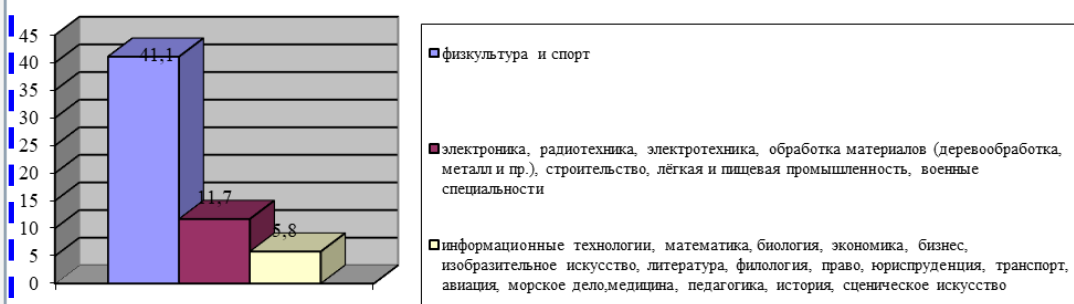 45
40
35
30
25
20
15
10
5
0
41,1
11,7
5,8
физкультура и спорт
электроника, радиотехника, электротехника, обработка материалов (деревообработка,
металл и пр.), строительство, лёгкая и пищевая промышленность, военные
специальности
информационные технологии, математика, биология, экономика, бизнес,
изобразительное искусство, литература, филология, право, юриспруденция, транспорт,
авиация, морское дело,медицина, педагогика, история, сценическое искусство